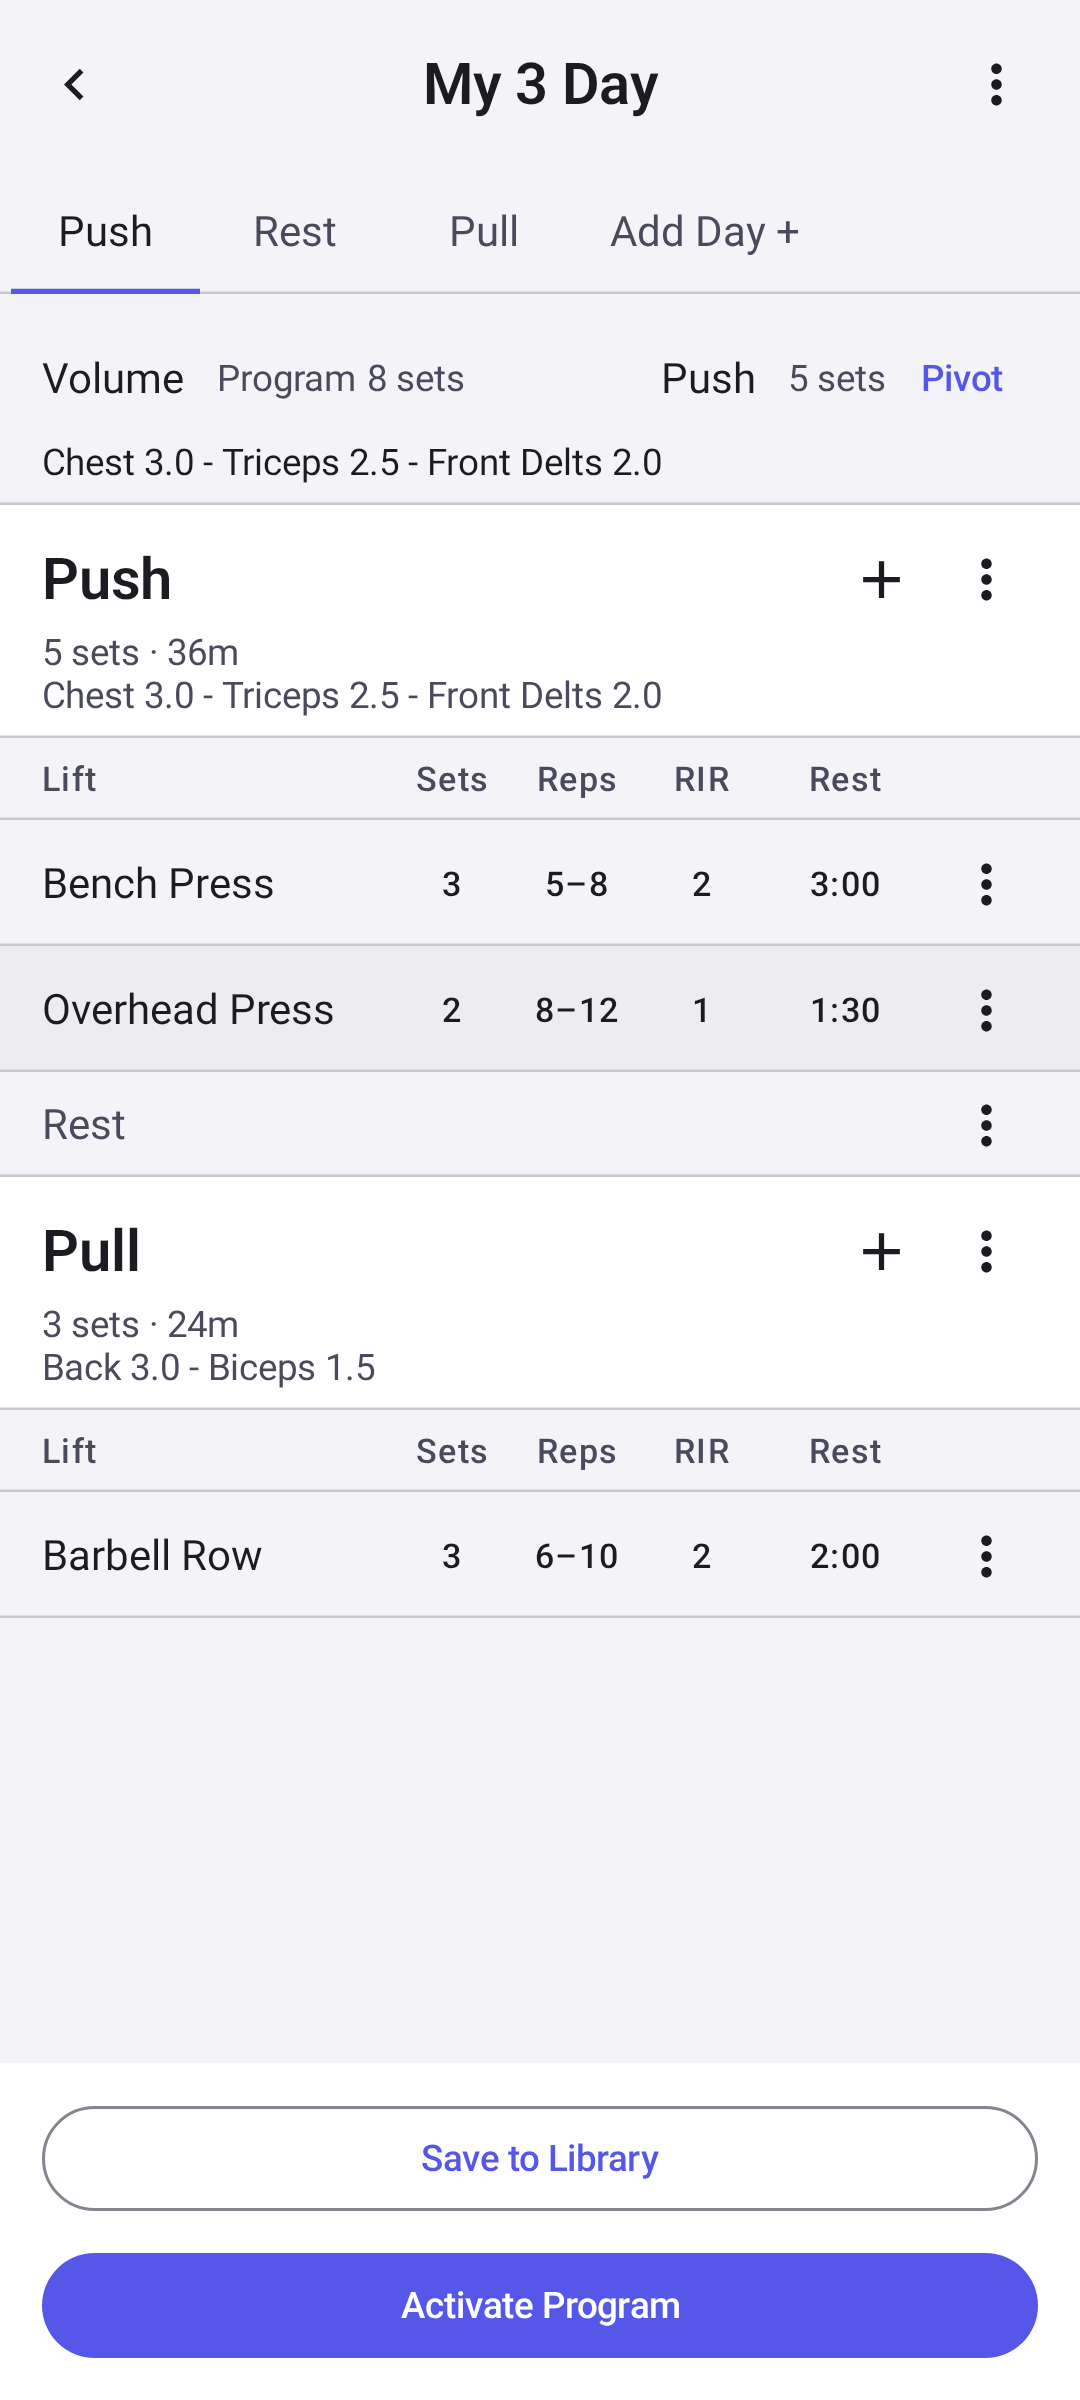 My 3 Day
Push Rest Pull Add Day +
Volume Program 8 sets Push 5 sets Pivot
Chest 3.0 - Triceps 2.5 - Front Delts 2.0
Push +
5 sets · 36m
Chest 3.0 - Triceps 2.5 - Front Delts 2.0
Lift Sets Reps RIR Rest
Bench Press 3 5–8 2 3:00
Overhead Press 2 8–12 1 1:30
Rest
Pull +
3 sets · 24m
Back 3.0 - Biceps 1.5
Lift Sets Reps RIR Rest
Barbell Row 3 6–10 2 2:00
Save to Library
Activate Program